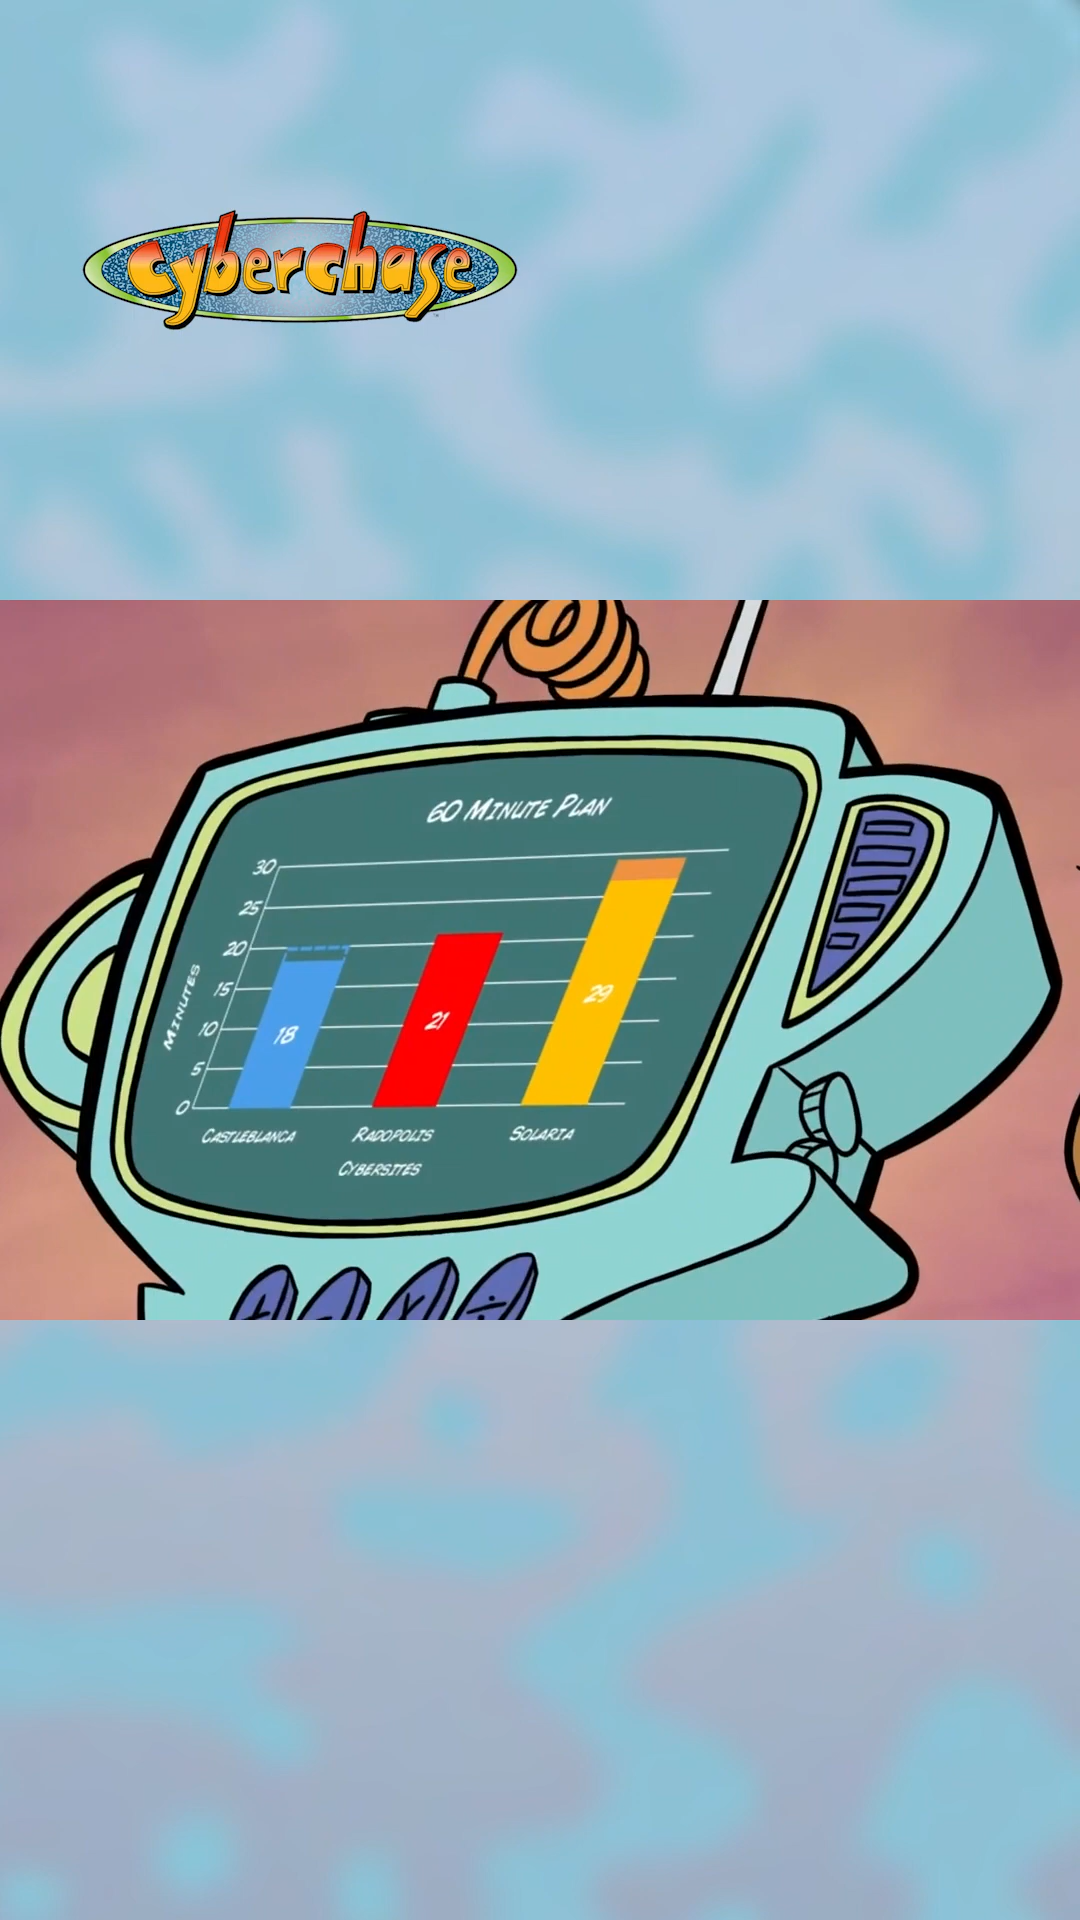 Cyberchase
60 MINUTE PLAN
30
25
20
15
10
5
0
MINUTES
18
21
29
CASTLEBLANCA
RADOPOLIS
SOLARIA
CYBERSITES
+
-
X
÷